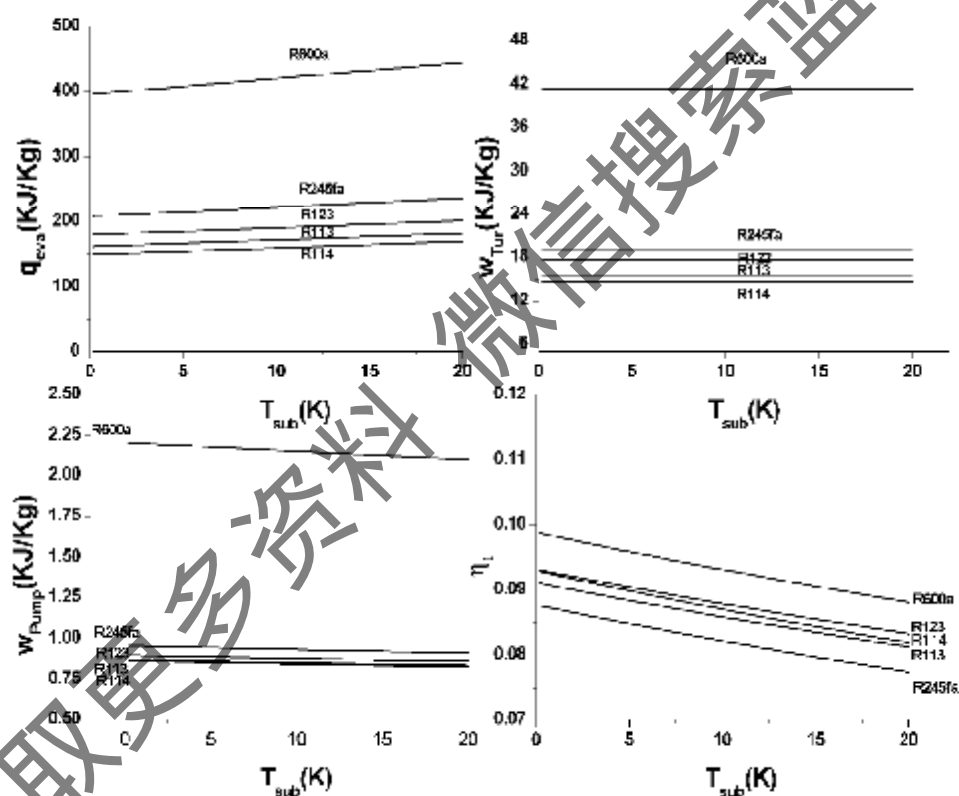 500
400
300
200
100
0
R600a
R245fa
R123
R113
R114
q_eva(KJ/Kg)
0 5 10 15 20
T_sub(K)
48
42
36
30
24
18
12
6
R600a
R245fa
R123
R113
R114
w_Tur(KJ/Kg)
0 5 10 15 20
T_sub(K)
2.50
2.25
2.00
1.75
1.50
1.25
1.00
0.75
0.50
R600a
R245fa
R123
R113
R114
w_Pump(KJ/Kg)
0 5 10 15 20
T_sub(K)
0.12
0.11
0.10
0.09
0.08
0.07
R600a
R123
R114
R113
R245fa
0 5 10 15 20
T_sub(K)
取更多资料 微信搜索蓝